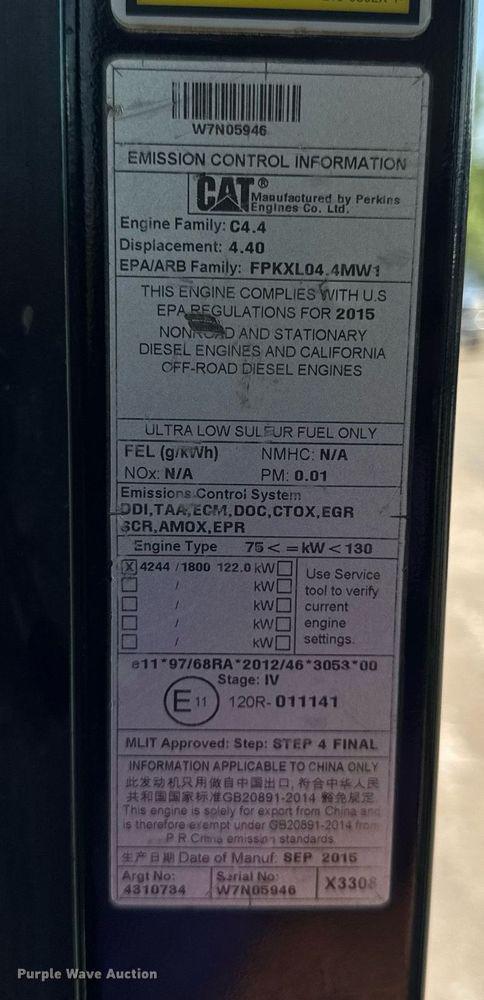 W7N05946
EMISSION CONTROL INFORMATION
CAT® Manufactured by Perkins
Engines Co. Ltd.
Engine Family: C4.4
Displacement: 4.40
EPA/ARB Family: FPKXL04.4MW1
THIS ENGINE COMPLIES WITH U.S
EPA REGULATIONS FOR 2015
NONROAD AND STATIONARY
DIESEL ENGINES AND CALIFORNIA
OFF-ROAD DIESEL ENGINES
ULTRA LOW SULFUR FUEL ONLY
FEL (g/kWh) NMHC: N/A
NOx: N/A PM: 0.01
Emissions Control System
DDI,TAA,ECM,DOC,CTOX,EGR
SCR,AMOX,EPR
Engine Type 75 < = kW < 130
X 4244 / 1800 122.0 kW
/ kW
/ kW
/ kW
/ kW
Use Service
tool to verify
current
engine
settings.
e11*97/68RA*2012/46*3053*00
Stage: IV
E 11 120R-011141
MLIT Approved: Step: STEP 4 FINAL
INFORMATION APPLICABLE TO CHINA ONLY
此发动机只用做自中国出口, 符合中华人民
共和国国家标准GB20891-2014 豁免规定.
This engine is solely for export from China and
is therefore exempt under GB20891-2014 from
P R China emission standards
生产日期 Date of Manuf: SEP 2015
Argt No:
4310734
Serial No:
W7N05946
X3308
Purple Wave Auction